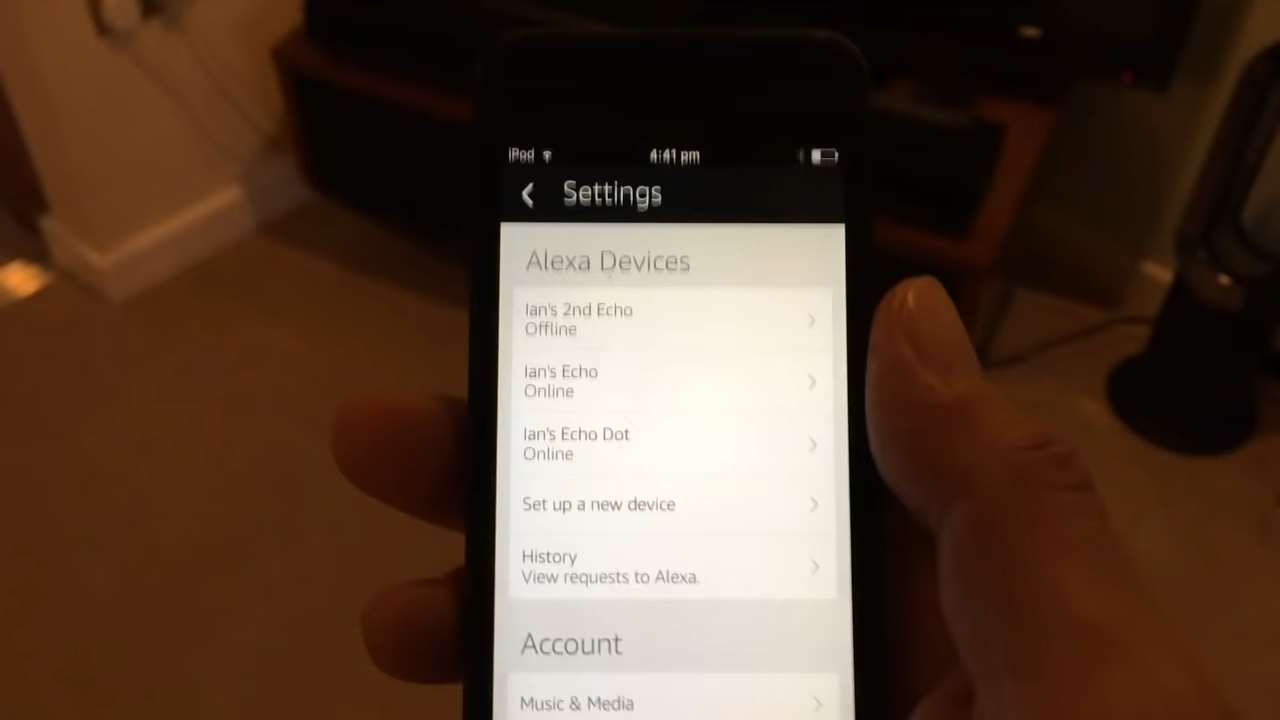 iPod 4:41 pm
Settings
Alexa Devices
Ian's 2nd Echo
Offline
Ian's Echo
Online
Ian's Echo Dot
Online
Set up a new device
History
View requests to Alexa.
Account
Music & Media